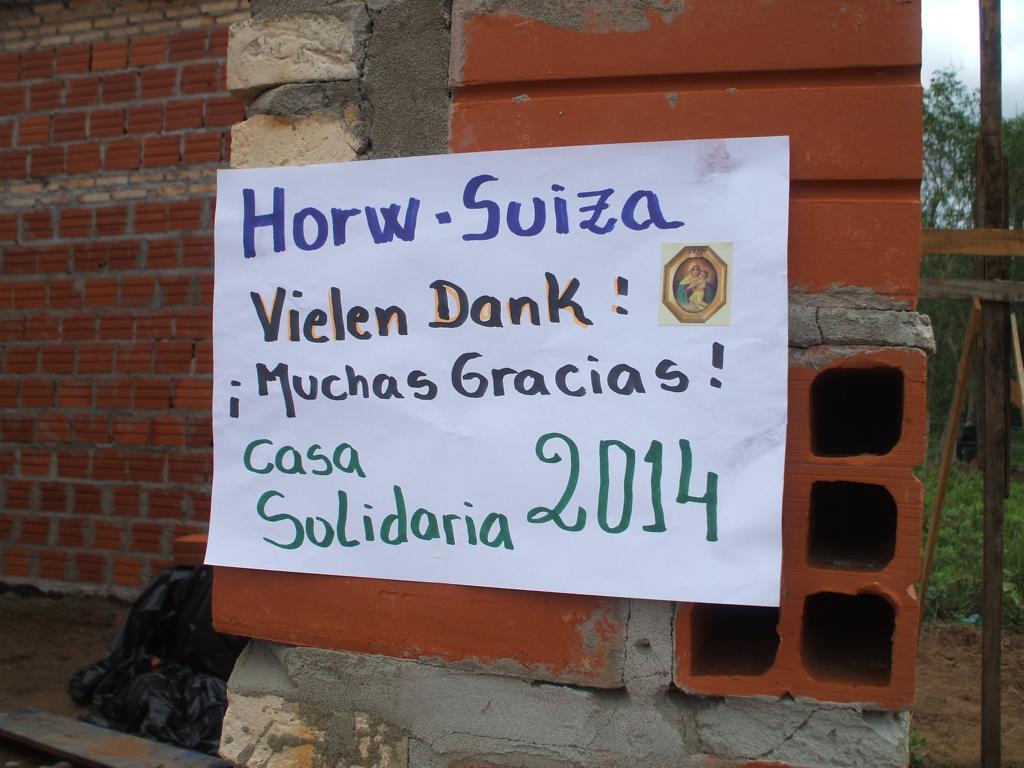 Horw - Suiza
Vielen Dank!
¡Muchas Gracias!
Casa
Solidaria 2014